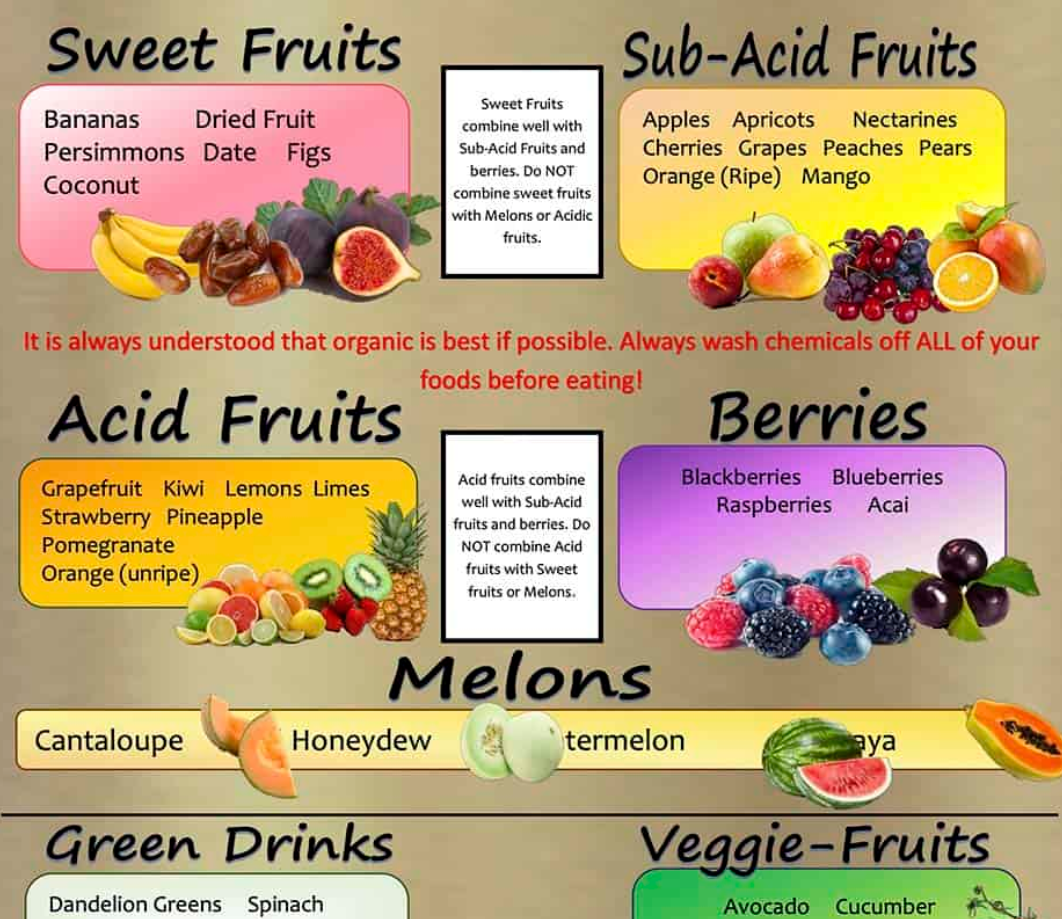 Sweet Fruits
Bananas Dried Fruit
Persimmons Date Figs
Coconut
Sweet Fruits
combine well with
Sub-Acid Fruits and
berries. Do NOT
combine sweet fruits
with Melons or Acidic
fruits.
Sub-Acid Fruits
Apples Apricots Nectarines
Cherries Grapes Peaches Pears
Orange (Ripe) Mango
It is always understood that organic is best if possible. Always wash chemicals off ALL of your
foods before eating!
Acid Fruits
Grapefruit Kiwi Lemons Limes
Strawberry Pineapple
Pomegranate
Orange (unripe)
Acid fruits combine
well with Sub-Acid
fruits and berries. Do
NOT combine Acid
fruits with Sweet
fruits or Melons.
Berries
Blackberries Blueberries
Raspberries Acai
Melons
Cantaloupe Honeydew termelon aya
Green Drinks
Dandelion Greens Spinach
Veggie-Fruits
Avocado Cucumber